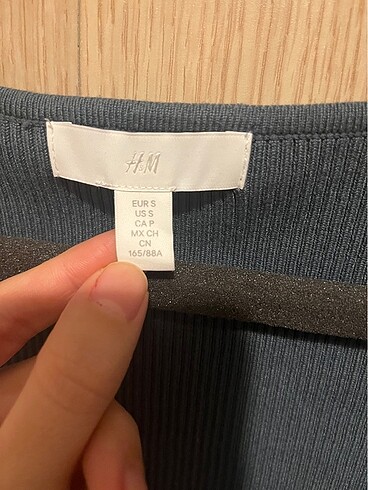 H&M
EUR S
US S
CA P
MX CH
CN
165/88A